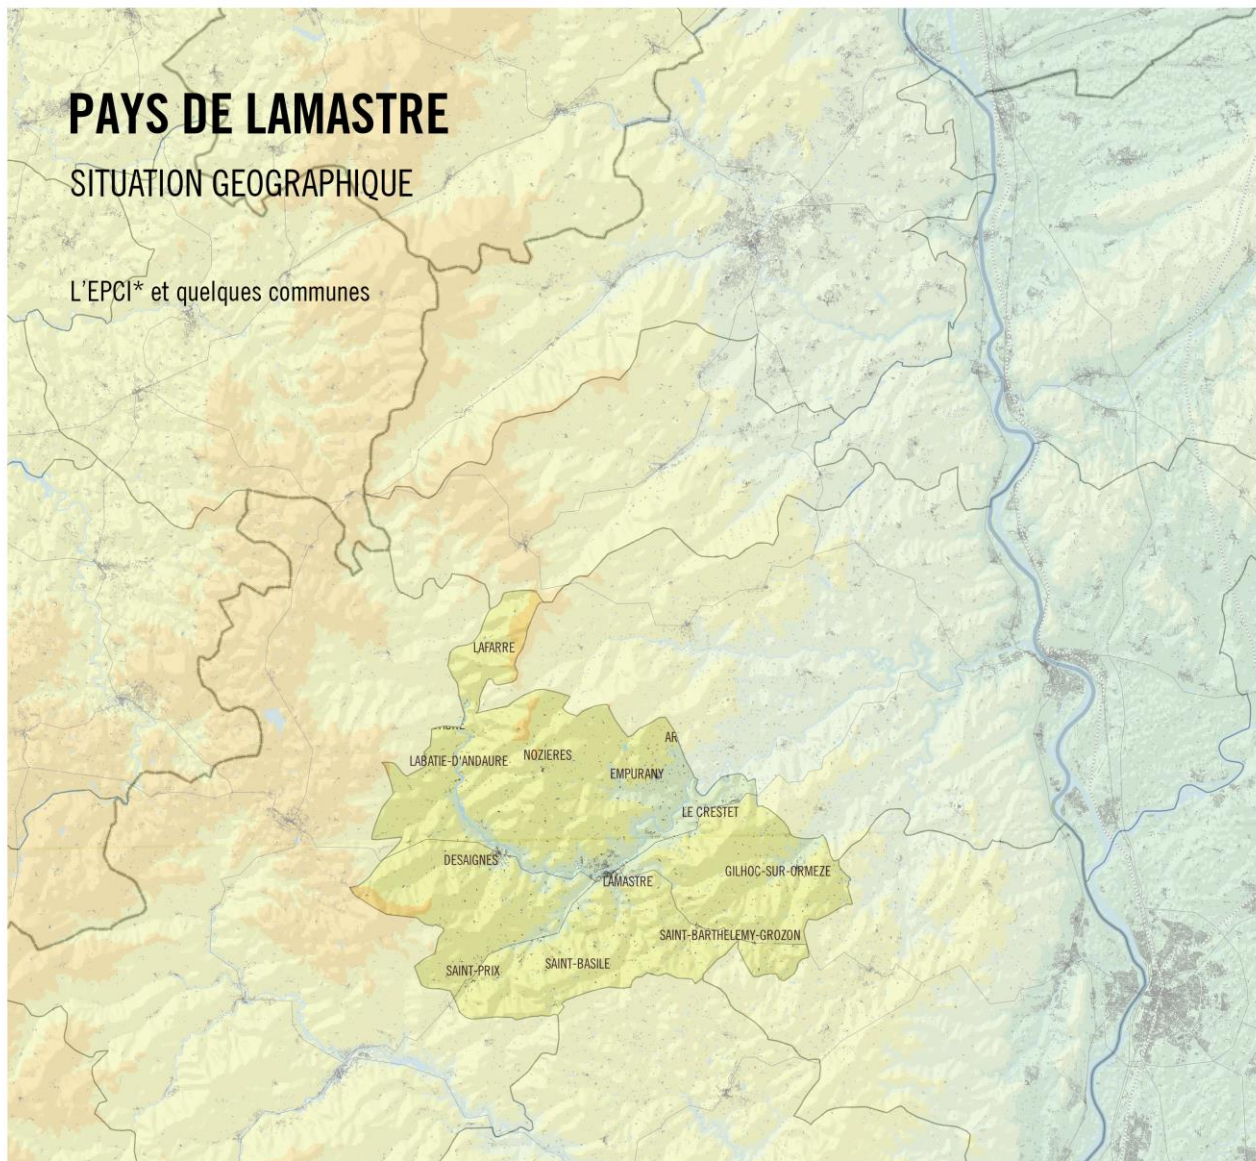 PAYS DE LAMASTRE
SITUATION GEOGRAPHIQUE
L'EPCI* et quelques communes
LAFARRE
AR
LABATIE-D'ANDAURE
NOZIERES
EMPURANY
LE CRESTET
DESAIGNES
LAMASTRE
GILHOC-SUR-ORMEZE
SAINT-BARTHELEMY-GROZON
SAINT-PRIX
SAINT-BASILE